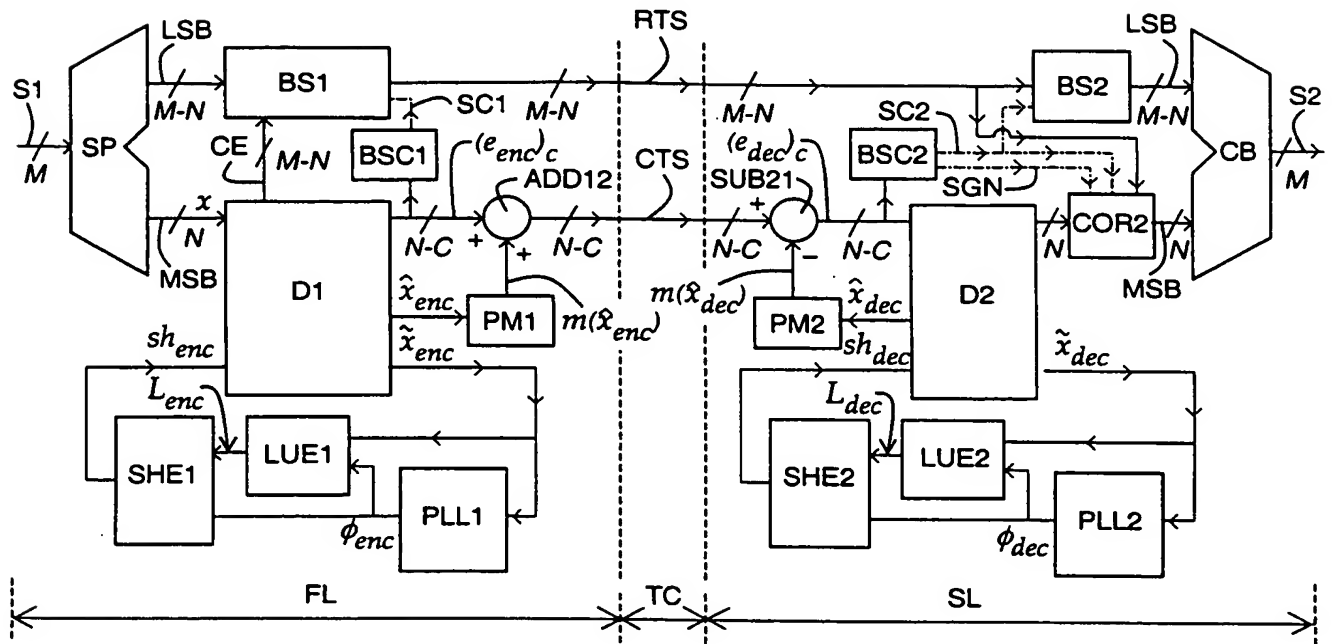 RTS
LSB
LSB
S1
M-N
BS1
M-N
SC1
M-N
BS2
M-N
S2
M
SP
CE
M-N
BSC1
(e_enc)_c
ADD12
CTS
(e_dec)_c
SUB21
BSC2
SC2
SGN
CB
M
x
N
MSB
D1
N-C
+
+
N-C
N-C
+
−
N-C
D2
N
COR2
N
MSB
x̂_enc
PM1
m(x̂_enc)
m(x̂_dec)
PM2
x̂_dec
sh_enc
x̃_enc
sh_dec
x̃_dec
L_enc
L_dec
SHE1
LUE1
PLL1
ϕ_enc
SHE2
LUE2
PLL2
ϕ_dec
FL
TC
SL